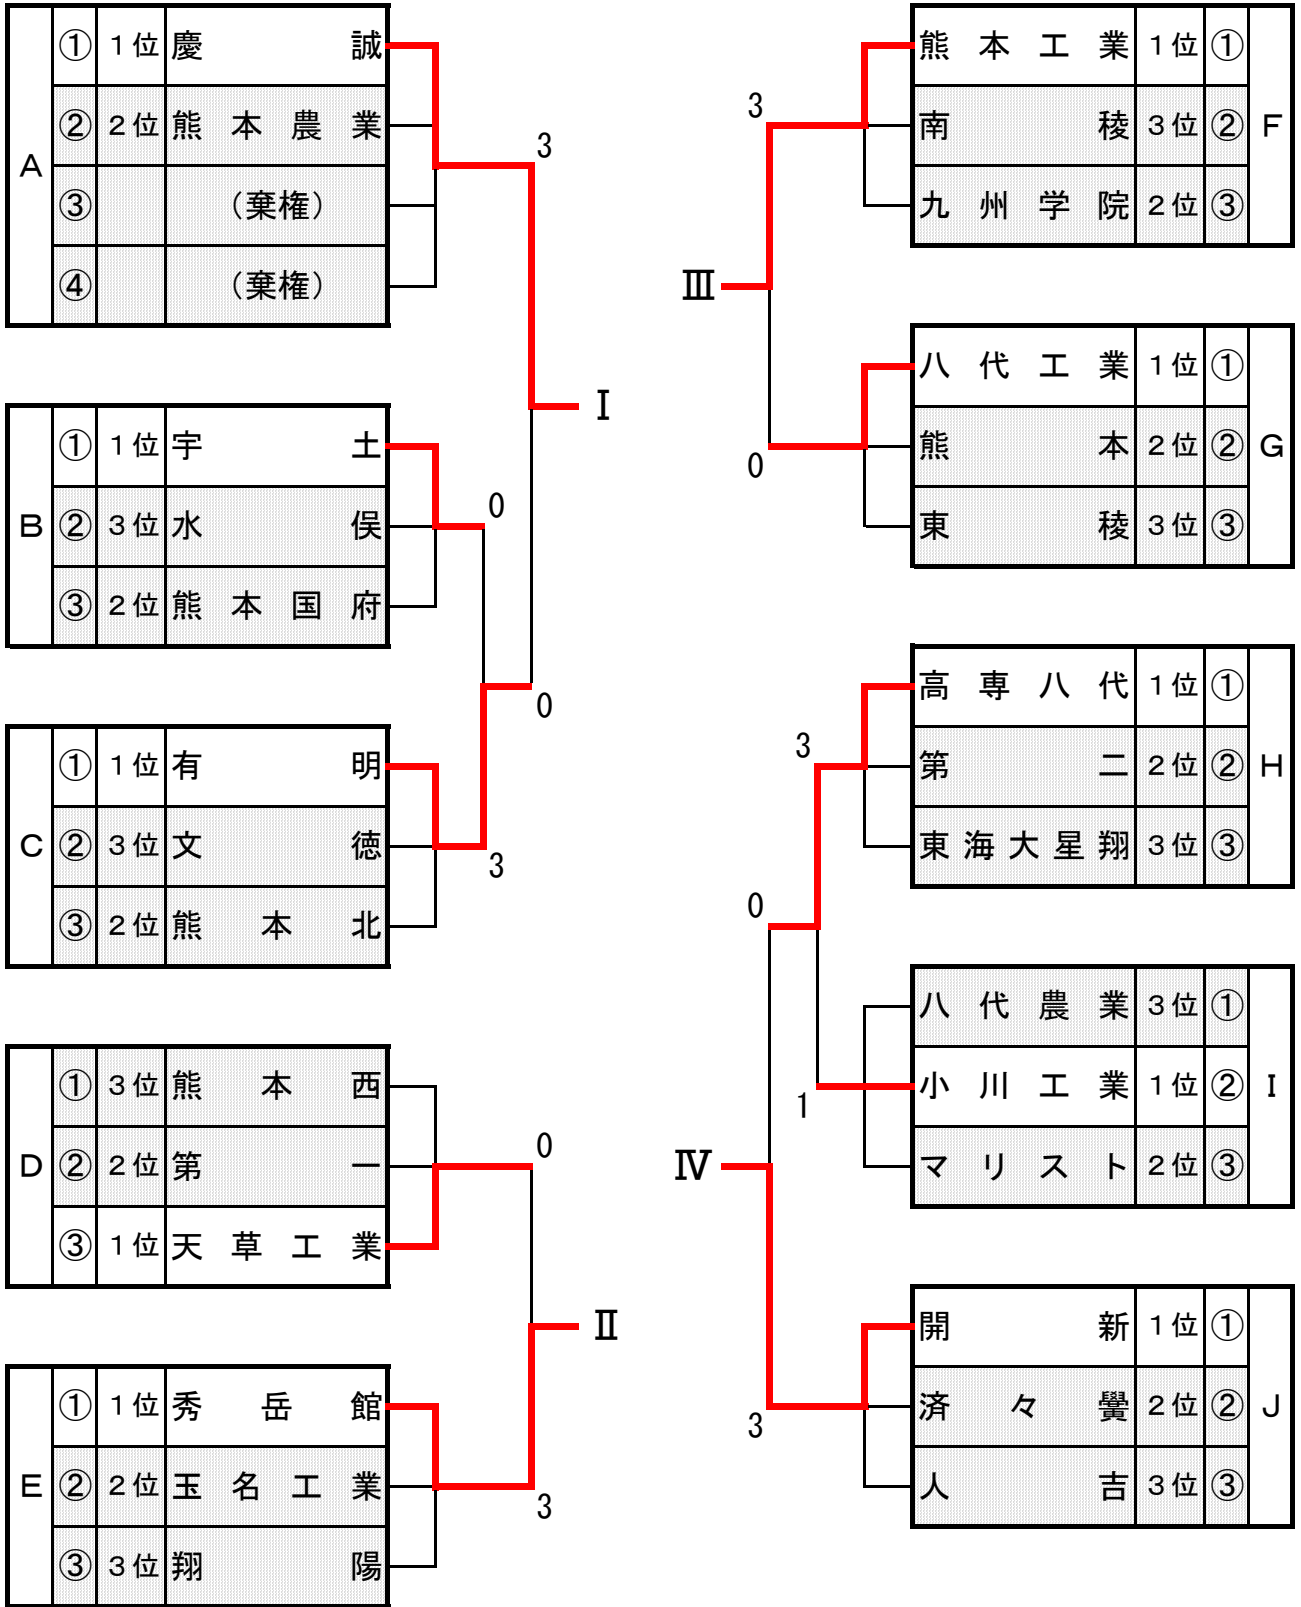 A
① 1位 慶誠
② 2位 熊本農業
③ (棄権)
④ (棄権)
3
Ⅰ
B
① 1位 宇土
② 3位 水俣
③ 2位 熊本国府
0
0
C
① 1位 有明
② 3位 文徳
③ 2位 熊本北
3
D
① 3位 熊本西
② 2位 第一
③ 1位 天草工業
0
Ⅱ
E
① 1位 秀岳館
② 2位 玉名工業
③ 3位 翔陽
3
熊本工業 1位 ①
南稜 3位 ②
九州学院 2位 ③
F
3
Ⅲ
八代工業 1位 ①
熊本 2位 ②
東稜 3位 ③
G
0
高専八代 1位 ①
第二 2位 ②
東海大星翔 3位 ③
H
3
0
八代農業 3位 ①
小川工業 1位 ②
マリスト 2位 ③
I
1
Ⅳ
開新 1位 ①
済々黌 2位 ②
人吉 3位 ③
J
3